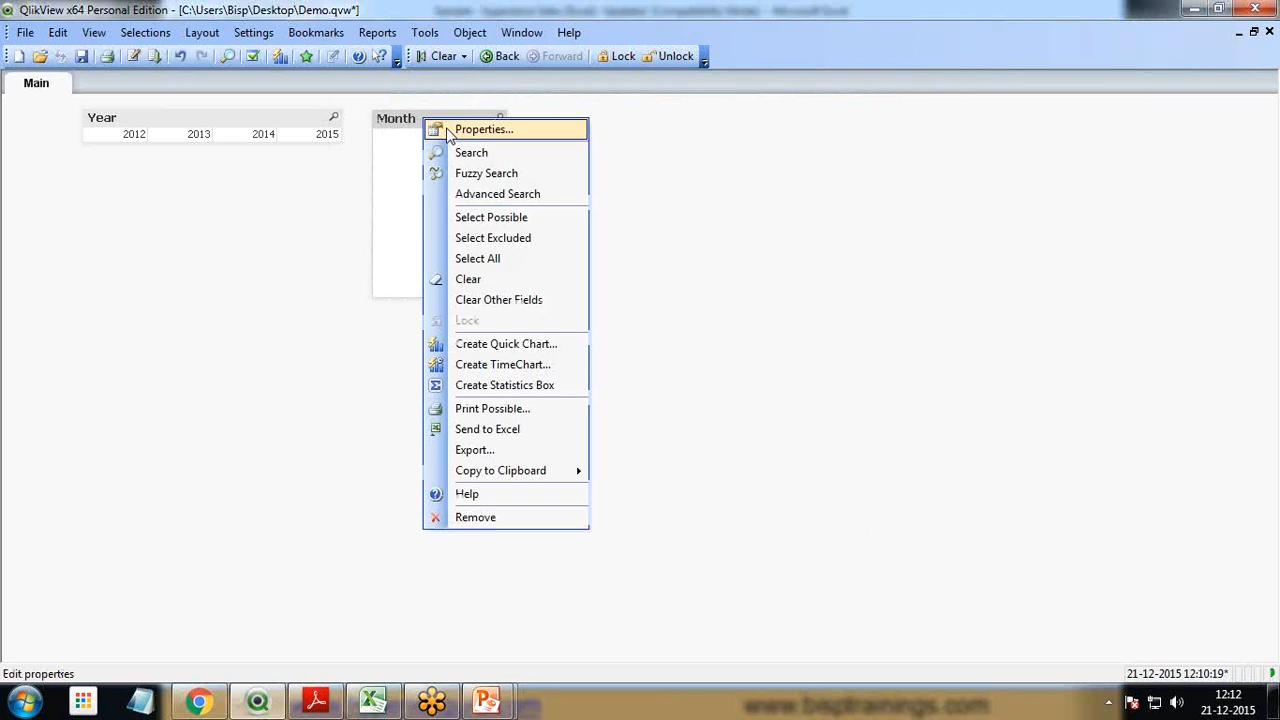 QlikView x64 Personal Edition - [C:\Users\Bisp\Desktop\Demo.qvw*]
File Edit View Selections Layout Settings Bookmarks Reports Tools Object Window Help
Clear Back Forward Lock Unlock
Main
Year
2012 2013 2014 2015
Month
Properties...
Search
Fuzzy Search
Advanced Search
Select Possible
Select Excluded
Select All
Clear
Clear Other Fields
Lock
Create Quick Chart...
Create TimeChart...
Create Statistics Box
Print Possible...
Send to Excel
Export...
Copy to Clipboard
Help
Remove
Edit properties
21-12-2015 12:10:19*
www.bisptrainings.com
12:12
21-12-2015